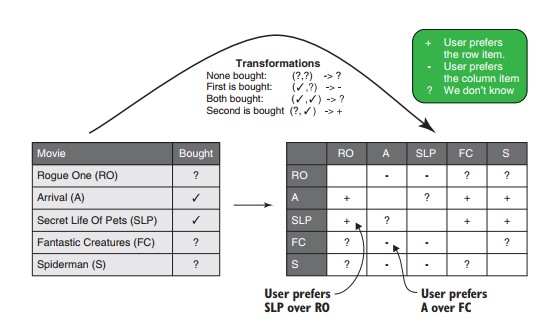 + User prefers
the row item.
- User prefers
the column item
? We don't know
Transformations
None bought: (?,?) -> ?
First is bought: (✓,?) -> -
Both bought: (✓,✓) -> ?
Second is bought (?,✓) -> +
Movie Bought
Rogue One (RO) ?
Arrival (A) ✓
Secret Life Of Pets (SLP) ✓
Fantastic Creatures (FC) ?
Spiderman (S) ?
RO A SLP FC S
RO - - ? ?
A + ? + +
SLP + ? + +
FC ? - - ?
S ? - - ?
User prefers
SLP over RO
User prefers
A over FC